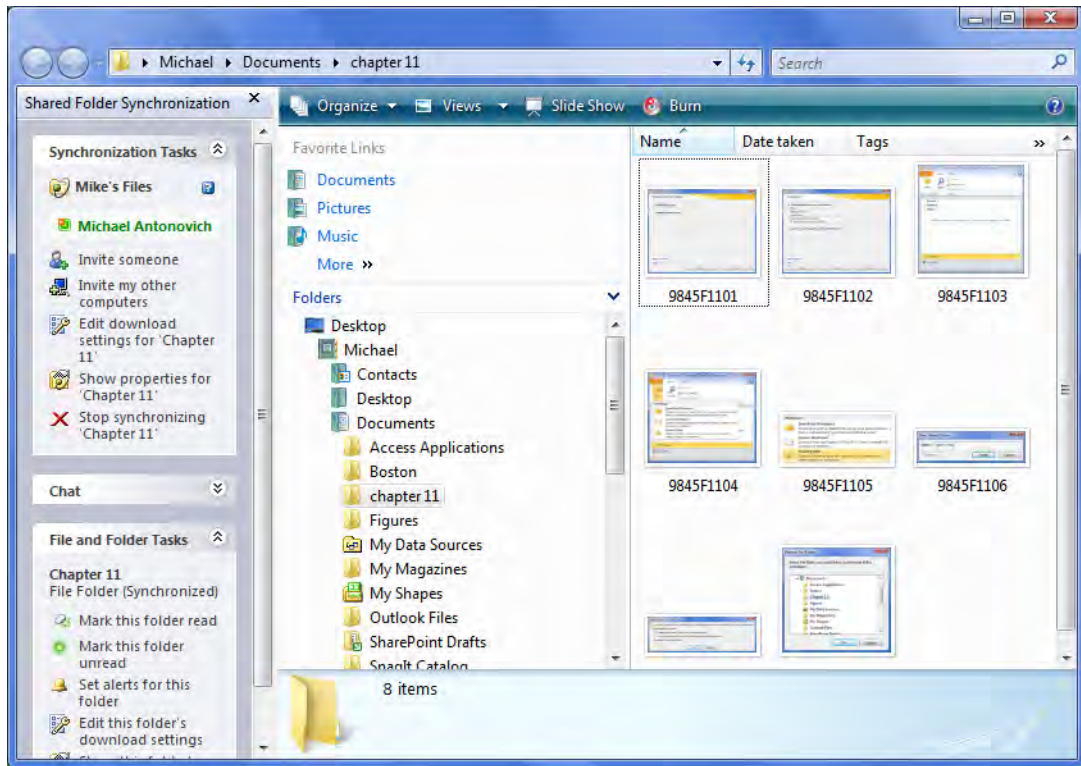 Michael Documents chapter 11
Search
Shared Folder Synchronization
Synchronization Tasks
Mike's Files
Michael Antonovich
Invite someone
Invite my other
computers
Edit download
settings for 'Chapter
11'
Show properties for
'Chapter 11'
Stop synchronizing
'Chapter 11'
Chat
File and Folder Tasks
Chapter 11
File Folder (Synchronized)
Mark this folder read
Mark this folder
unread
Set alerts for this
folder
Edit this folder's
download settings
Organize Views Slide Show Burn
Favorite Links
Documents
Pictures
Music
More »
Folders
Desktop
Michael
Contacts
Desktop
Documents
Access Applications
Boston
chapter 11
Figures
My Data Sources
My Magazines
My Shapes
Outlook Files
SharePoint Drafts
SnagIt Catalog
Name Date taken Tags »
9845F1101 9845F1102 9845F1103
9845F1104 9845F1105 9845F1106
8 items